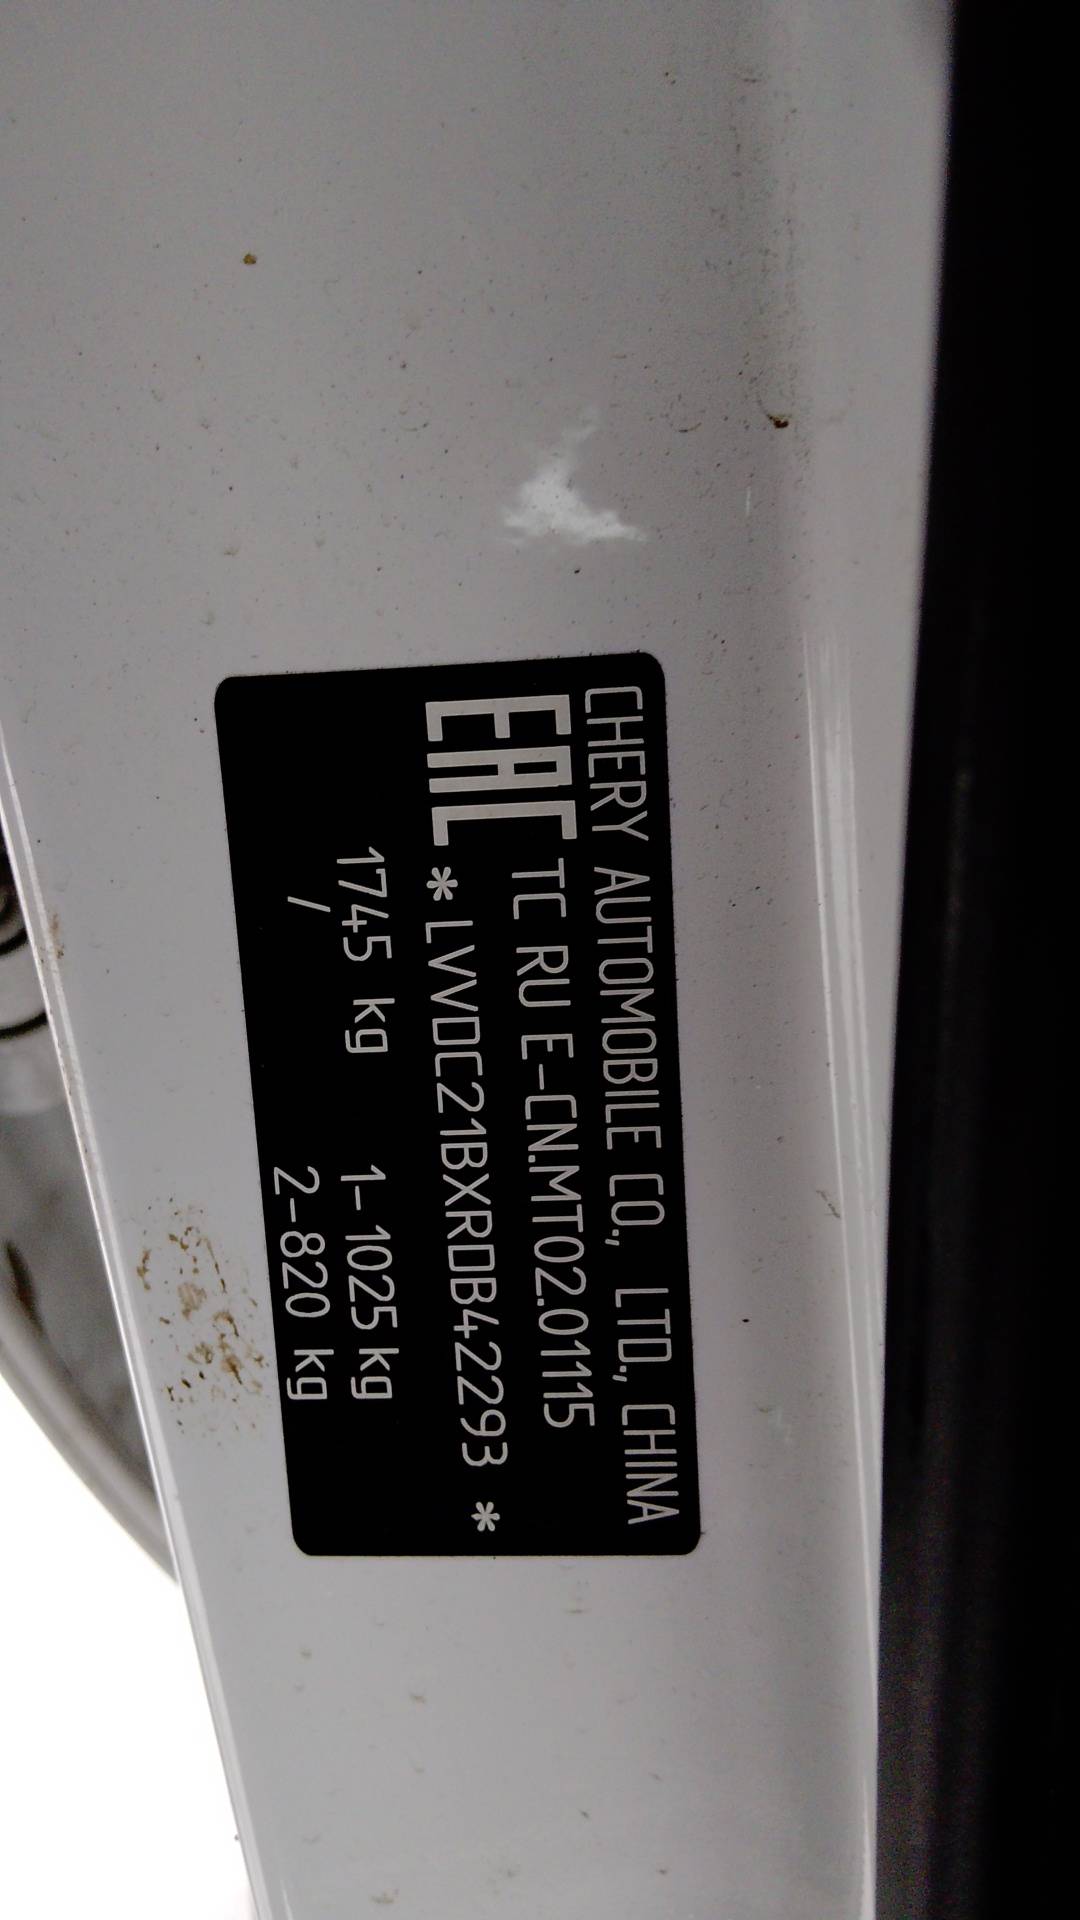 CHERY AUTOMOBILE CO., LTD., CHINA
EAC TC RU E-CN.MT02.01115
*LVVDC21BXRDB42293*
1745 kg 1-1025 kg
/ 2-820 kg